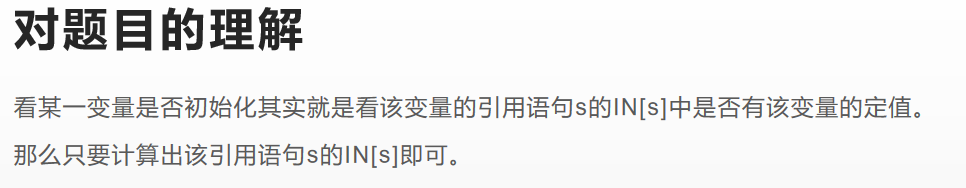 对题目的理解
看某一变量是否初始化其实就是看该变量的引用语句s的IN[s]中是否有该变量的定值。
那么只要计算出该引用语句s的IN[s]即可。